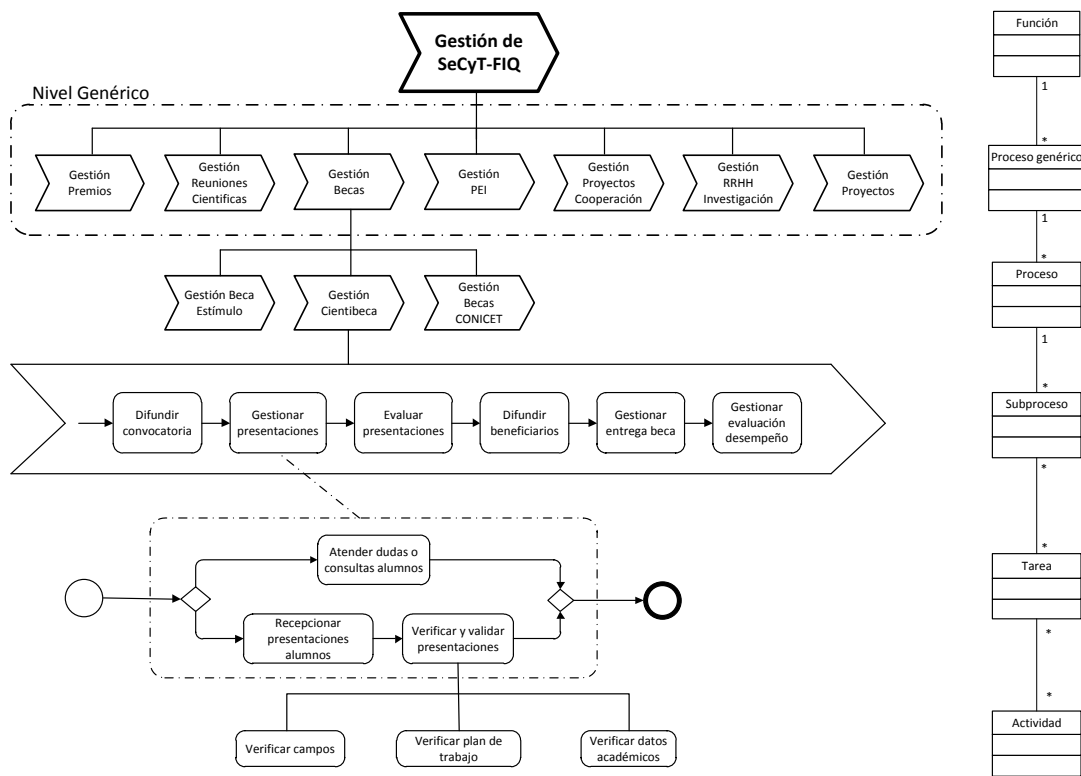 Gestión de
SeCyT-FIQ
Nivel Genérico
Gestión
Premios
Gestión
Reuniones
Cientificas
Gestión
Becas
Gestión
PEI
Gestión
Proyectos
Cooperación
Gestión
RRHH
Investigación
Gestión
Proyectos
Gestión Beca
Estímulo
Gestión
Cientibeca
Gestión
Becas
CONICET
Difundir
convocatoria
Gestionar
presentaciones
Evaluar
presentaciones
Difundir
beneficiarios
Gestionar
entrega beca
Gestionar
evaluación
desempeño
Atender dudas o
consultas alumnos
Recepcionar
presentaciones
alumnos
Verificar y validar
presentaciones
Verificar campos
Verificar plan de
trabajo
Verificar datos
académicos
Función
1
*
Proceso genérico
1
*
Proceso
1
*
Subproceso
*
*
Tarea
*
*
Actividad